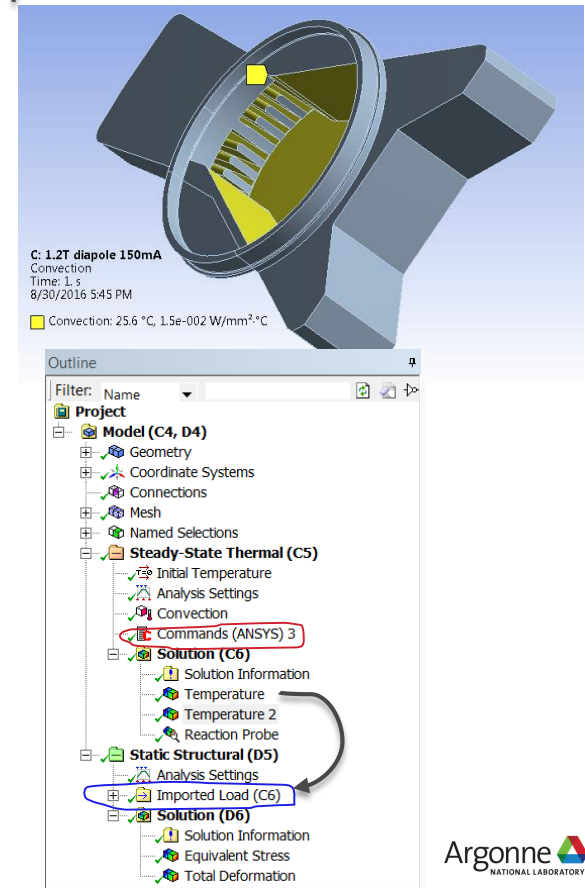 C: 1.2T diapole 150mA
Convection
Time: 1. s
8/30/2016 5:45 PM
Convection: 25.6 °C, 1.5e-002 W/mm²·°C
Outline
Filter: Name
Project
Model (C4, D4)
Geometry
Coordinate Systems
Connections
Mesh
Named Selections
Steady-State Thermal (C5)
Initial Temperature
Analysis Settings
Convection
Commands (ANSYS) 3
Solution (C6)
Solution Information
Temperature
Temperature 2
Reaction Probe
Static Structural (D5)
Analysis Settings
Imported Load (C6)
Solution (D6)
Solution Information
Equivalent Stress
Total Deformation
Argonne
NATIONAL LABORATORY